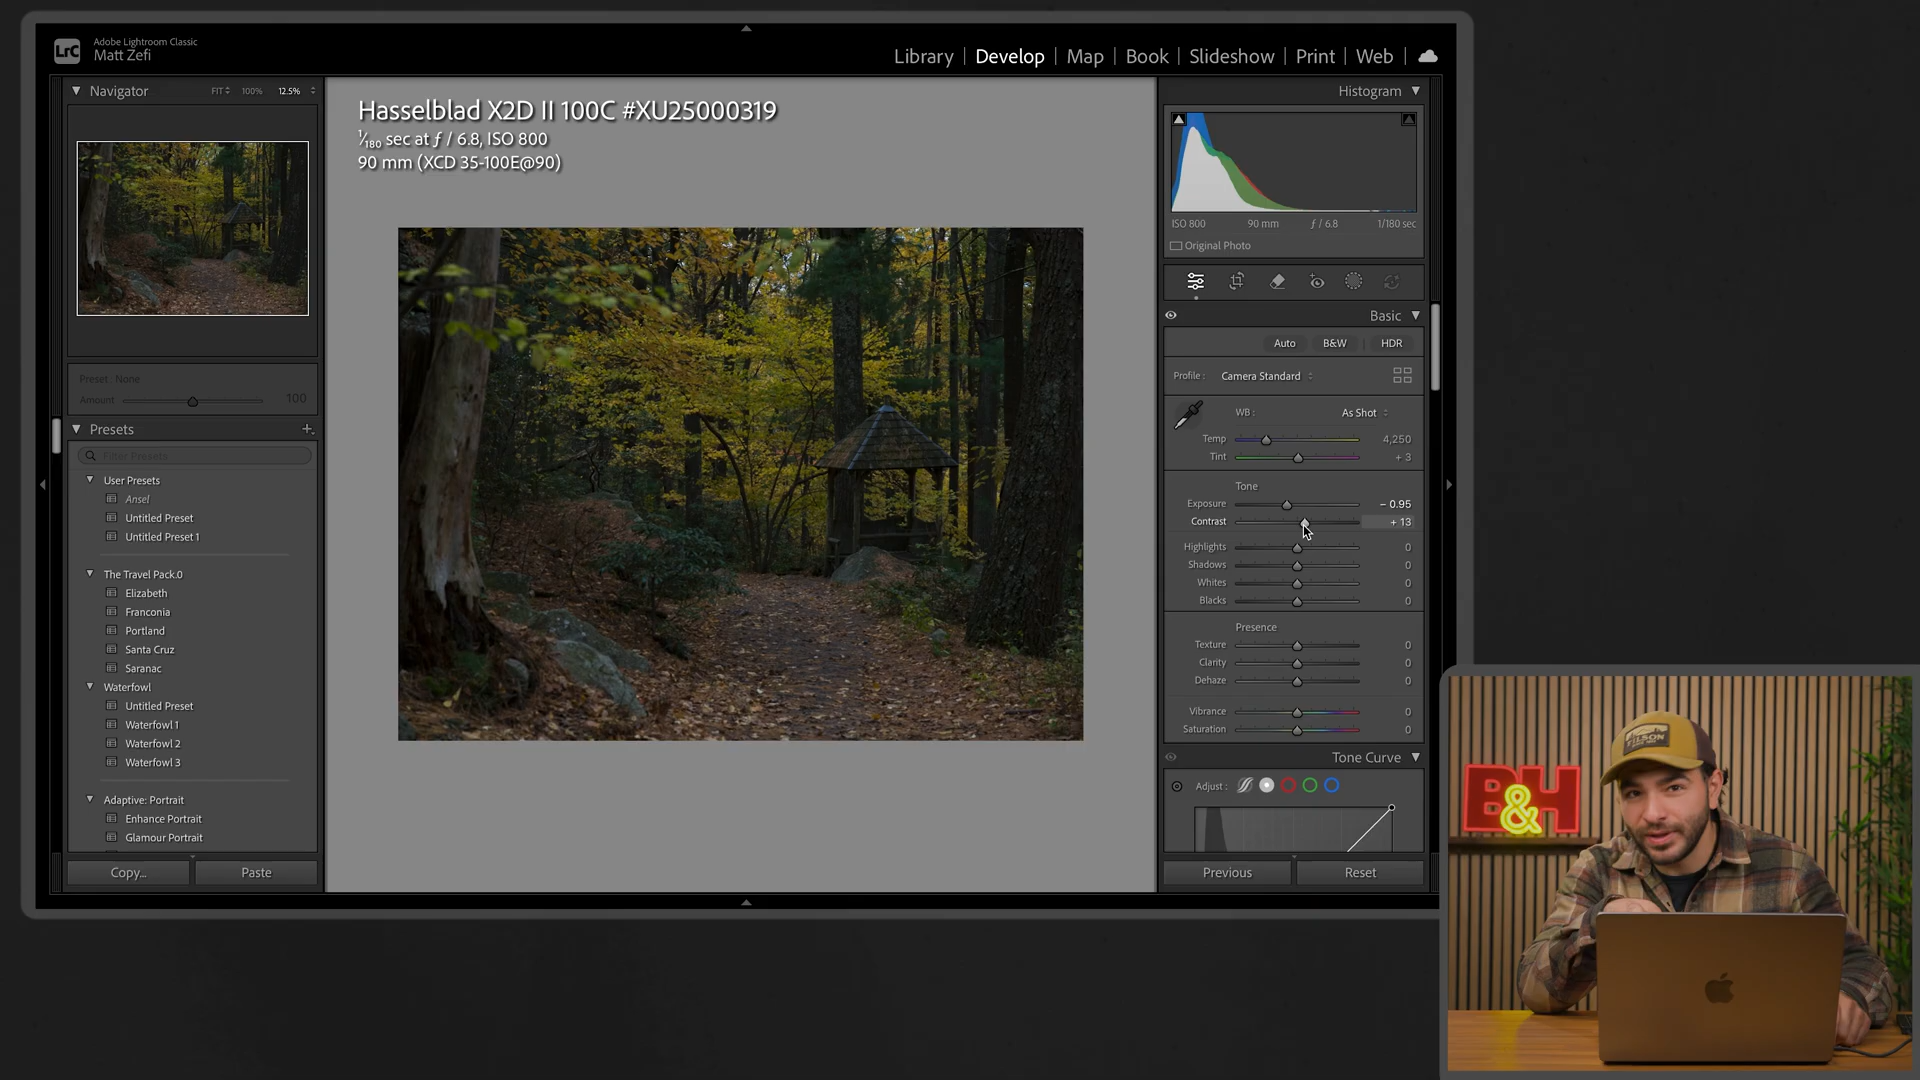 LrC
Adobe Lightroom Classic
Matt Zefi
Library | Develop | Map | Book | Slideshow | Print | Web |
Navigator
FIT
100%
12.5%
Hasselblad X2D II 100C #XU25000319
1/180 sec at ƒ / 6.8, ISO 800
90 mm (XCD 35-100E@90)
Preset: None
Amount
100
Presets
+
Filter Presets
User Presets
Ansel
Untitled Preset
Untitled Preset 1
The Travel Pack.0
Elizabeth
Franconia
Portland
Santa Cruz
Saranac
Waterfowl
Untitled Preset
Waterfowl 1
Waterfowl 2
Waterfowl 3
Adaptive: Portrait
Enhance Portrait
Glamour Portrait
Copy...
Paste
Histogram
ISO 800 90 mm ƒ / 6.8 1/180 sec
Original Photo
Basic
Auto B&W | HDR
Profile : Camera Standard
WB : As Shot
Temp 4,250
Tint + 3
Tone
Exposure – 0.95
Contrast + 13
Highlights 0
Shadows 0
Whites 0
Blacks 0
Presence
Texture 0
Clarity 0
Dehaze 0
Vibrance 0
Saturation 0
Tone Curve
Adjust :
Previous
Reset
B&H
FILSON